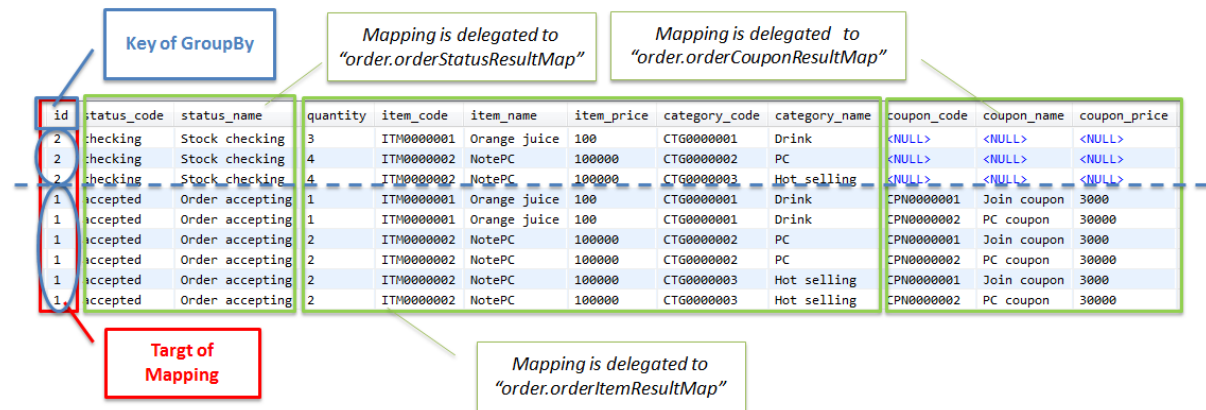 Key of GroupBy
Mapping is delegated to
“order.orderStatusResultMap”
Mapping is delegated to
“order.orderCouponResultMap”
id status_code status_name quantity item_code item_name item_price category_code category_name coupon_code coupon_name coupon_price
2 checking Stock checking 3 ITM0000001 Orange juice 100 CTG0000001 Drink <NULL> <NULL> <NULL>
2 checking Stock checking 4 ITM0000002 NotePC 100000 CTG0000002 PC <NULL> <NULL> <NULL>
2 checking Stock checking 4 ITM0000002 NotePC 100000 CTG0000003 Hot selling <NULL> <NULL> <NULL>
1 accepted Order accepting 1 ITM0000001 Orange juice 100 CTG0000001 Drink CPN0000001 Join coupon 3000
1 accepted Order accepting 1 ITM0000001 Orange juice 100 CTG0000001 Drink CPN0000002 PC coupon 30000
1 accepted Order accepting 2 ITM0000002 NotePC 100000 CTG0000002 PC CPN0000001 Join coupon 3000
1 accepted Order accepting 2 ITM0000002 NotePC 100000 CTG0000002 PC CPN0000002 PC coupon 30000
1 accepted Order accepting 2 ITM0000002 NotePC 100000 CTG0000003 Hot selling CPN0000001 Join coupon 3000
1 accepted Order accepting 2 ITM0000002 NotePC 100000 CTG0000003 Hot selling CPN0000002 PC coupon 30000
Targt of
Mapping
Mapping is delegated to
“order.orderItemResultMap”